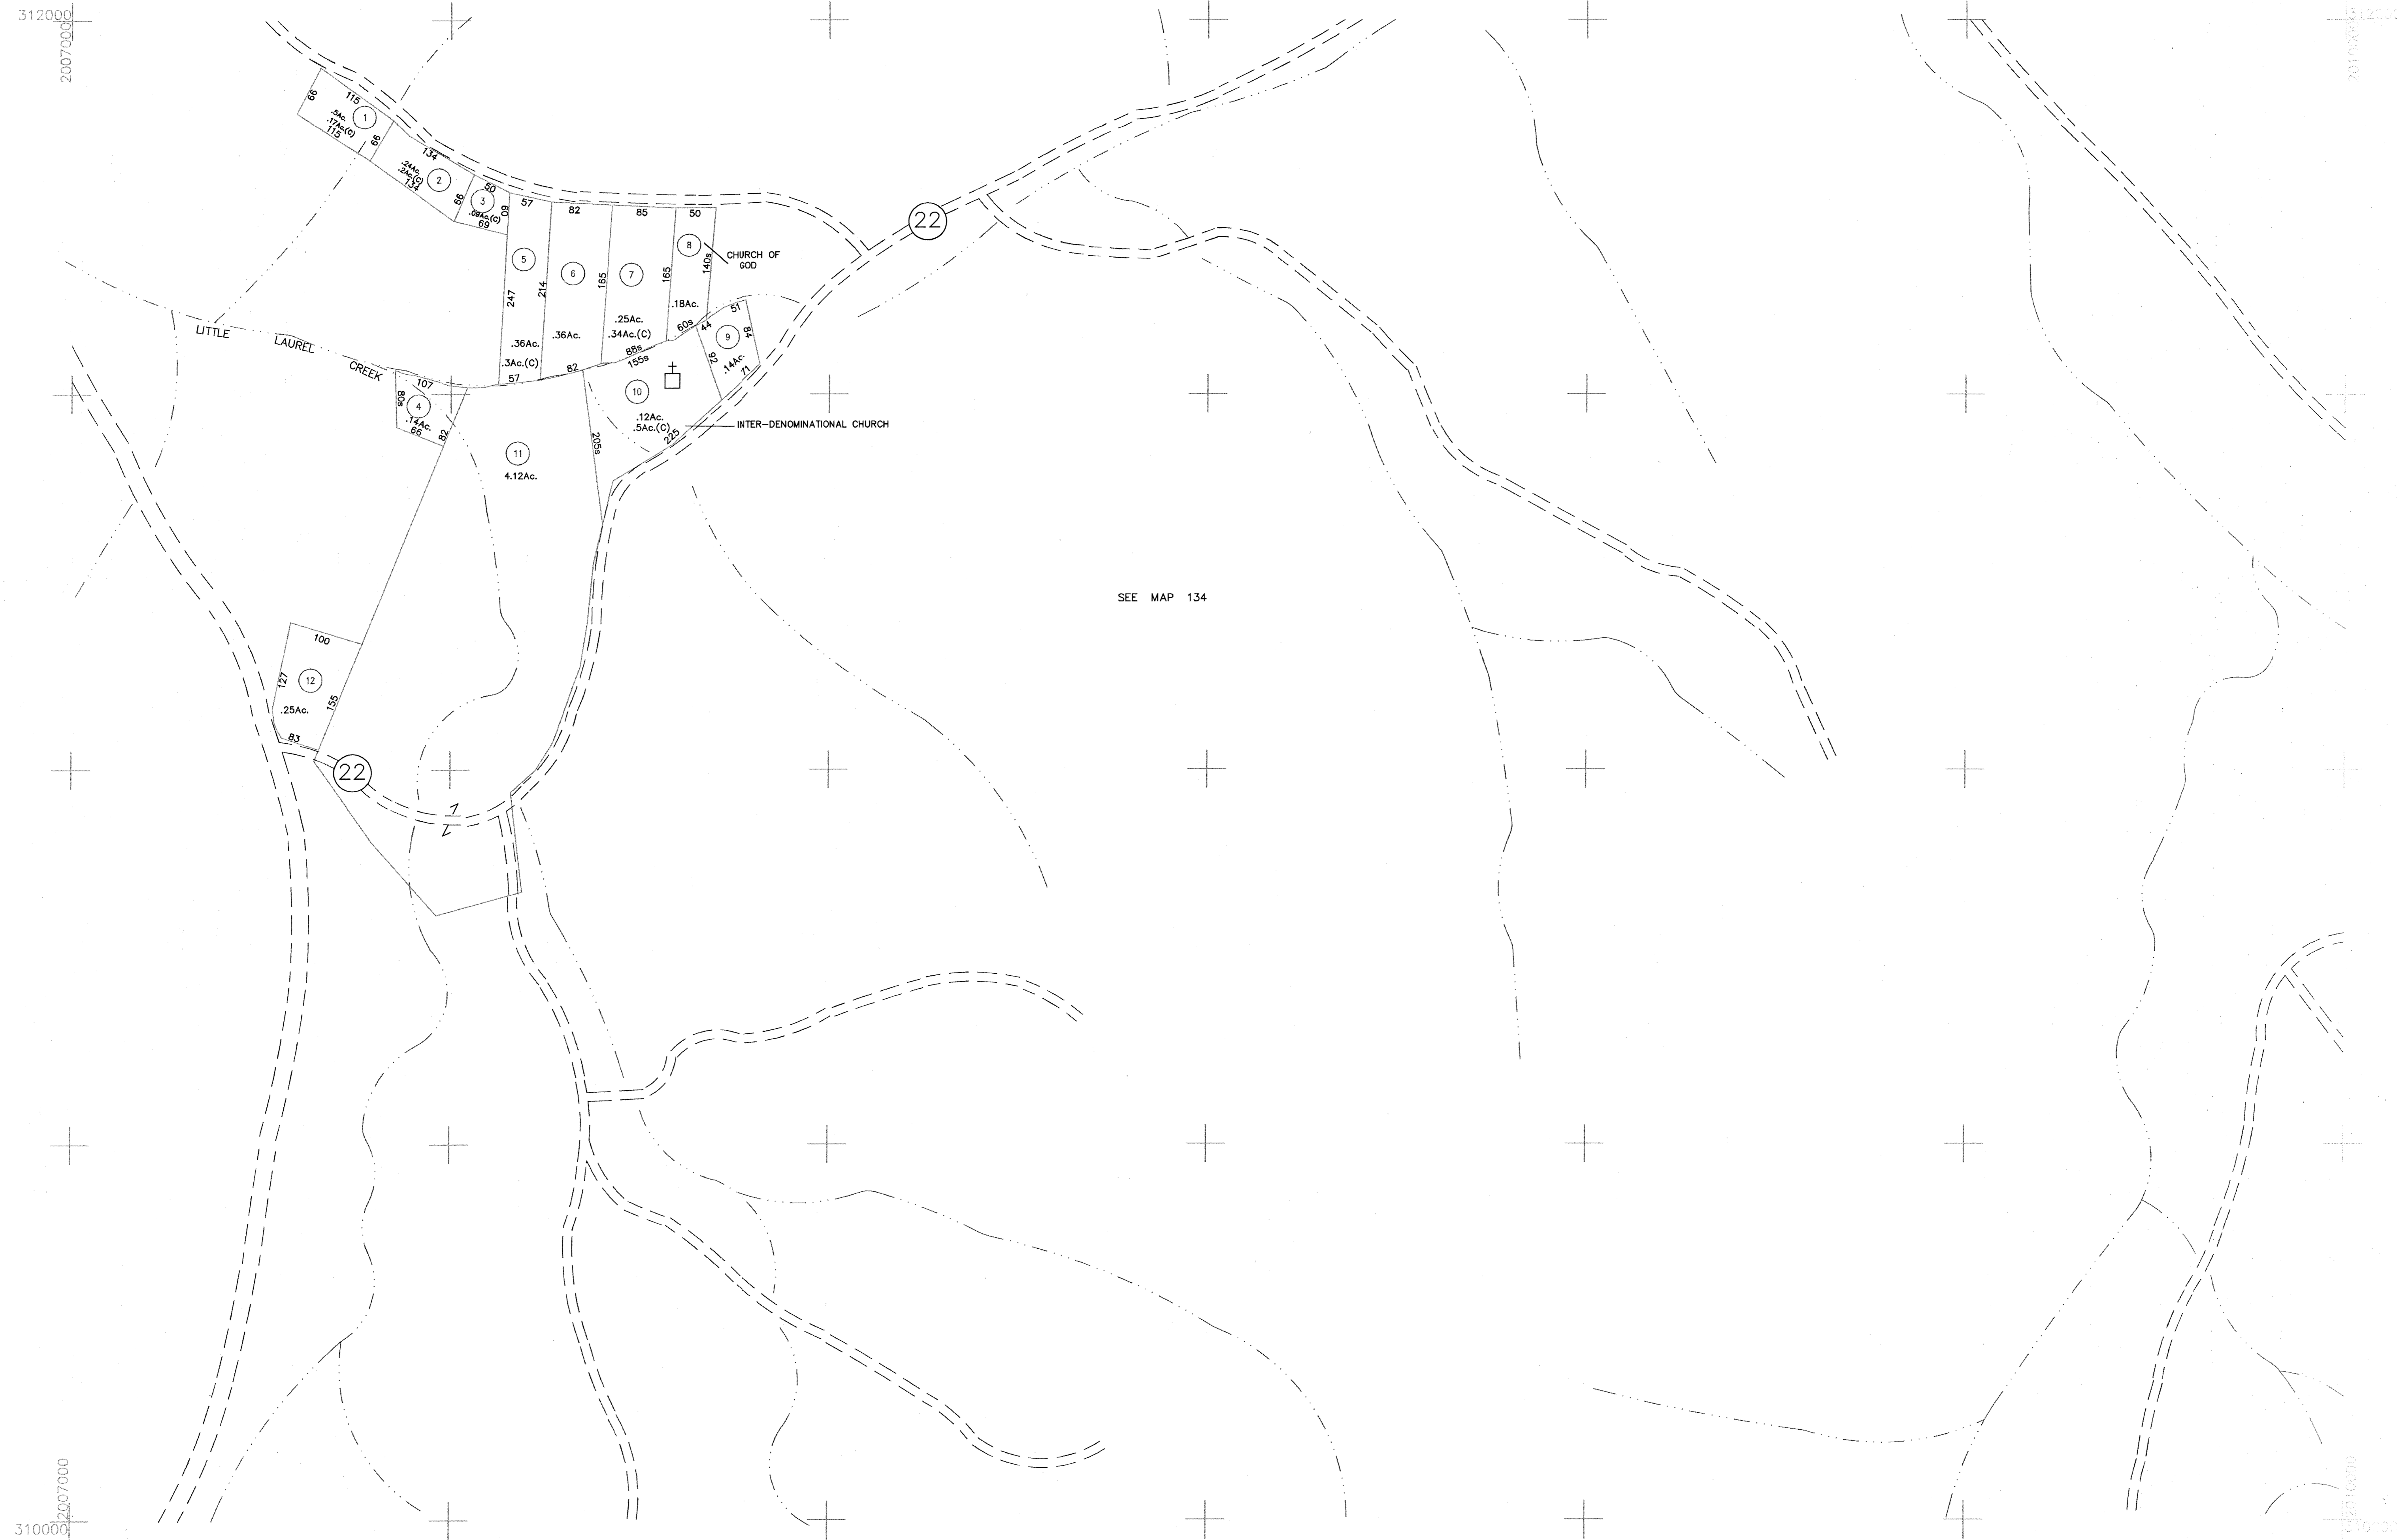 312000
2007000
66
115
1
.5Ac.
.17Ac.(C)
115
66
134
2
.24Ac.
.2Ac.(C)
134
50
3
66
60
.09Ac.(C)
69
57
82
85
50
22
8
CHURCH OF
GOD
5
6
7
247
214
165
165
140s
.18Ac.
.25Ac.
.36Ac.
.34Ac.(C)
.36Ac.
.3Ac.(C)
57
82
88s
155s
60s
44
51
9
84
92
.14Ac.
71
LITTLE
LAUREL
CREEK
107
80s
4
.14Ac.
66
82
10
.12Ac.
.5Ac.(C)
225
INTER-DENOMINATIONAL CHURCH
205s
11
4.12Ac.
SEE MAP 134
100
127
12
.25Ac.
155
83
22
2007000
310000
2010000